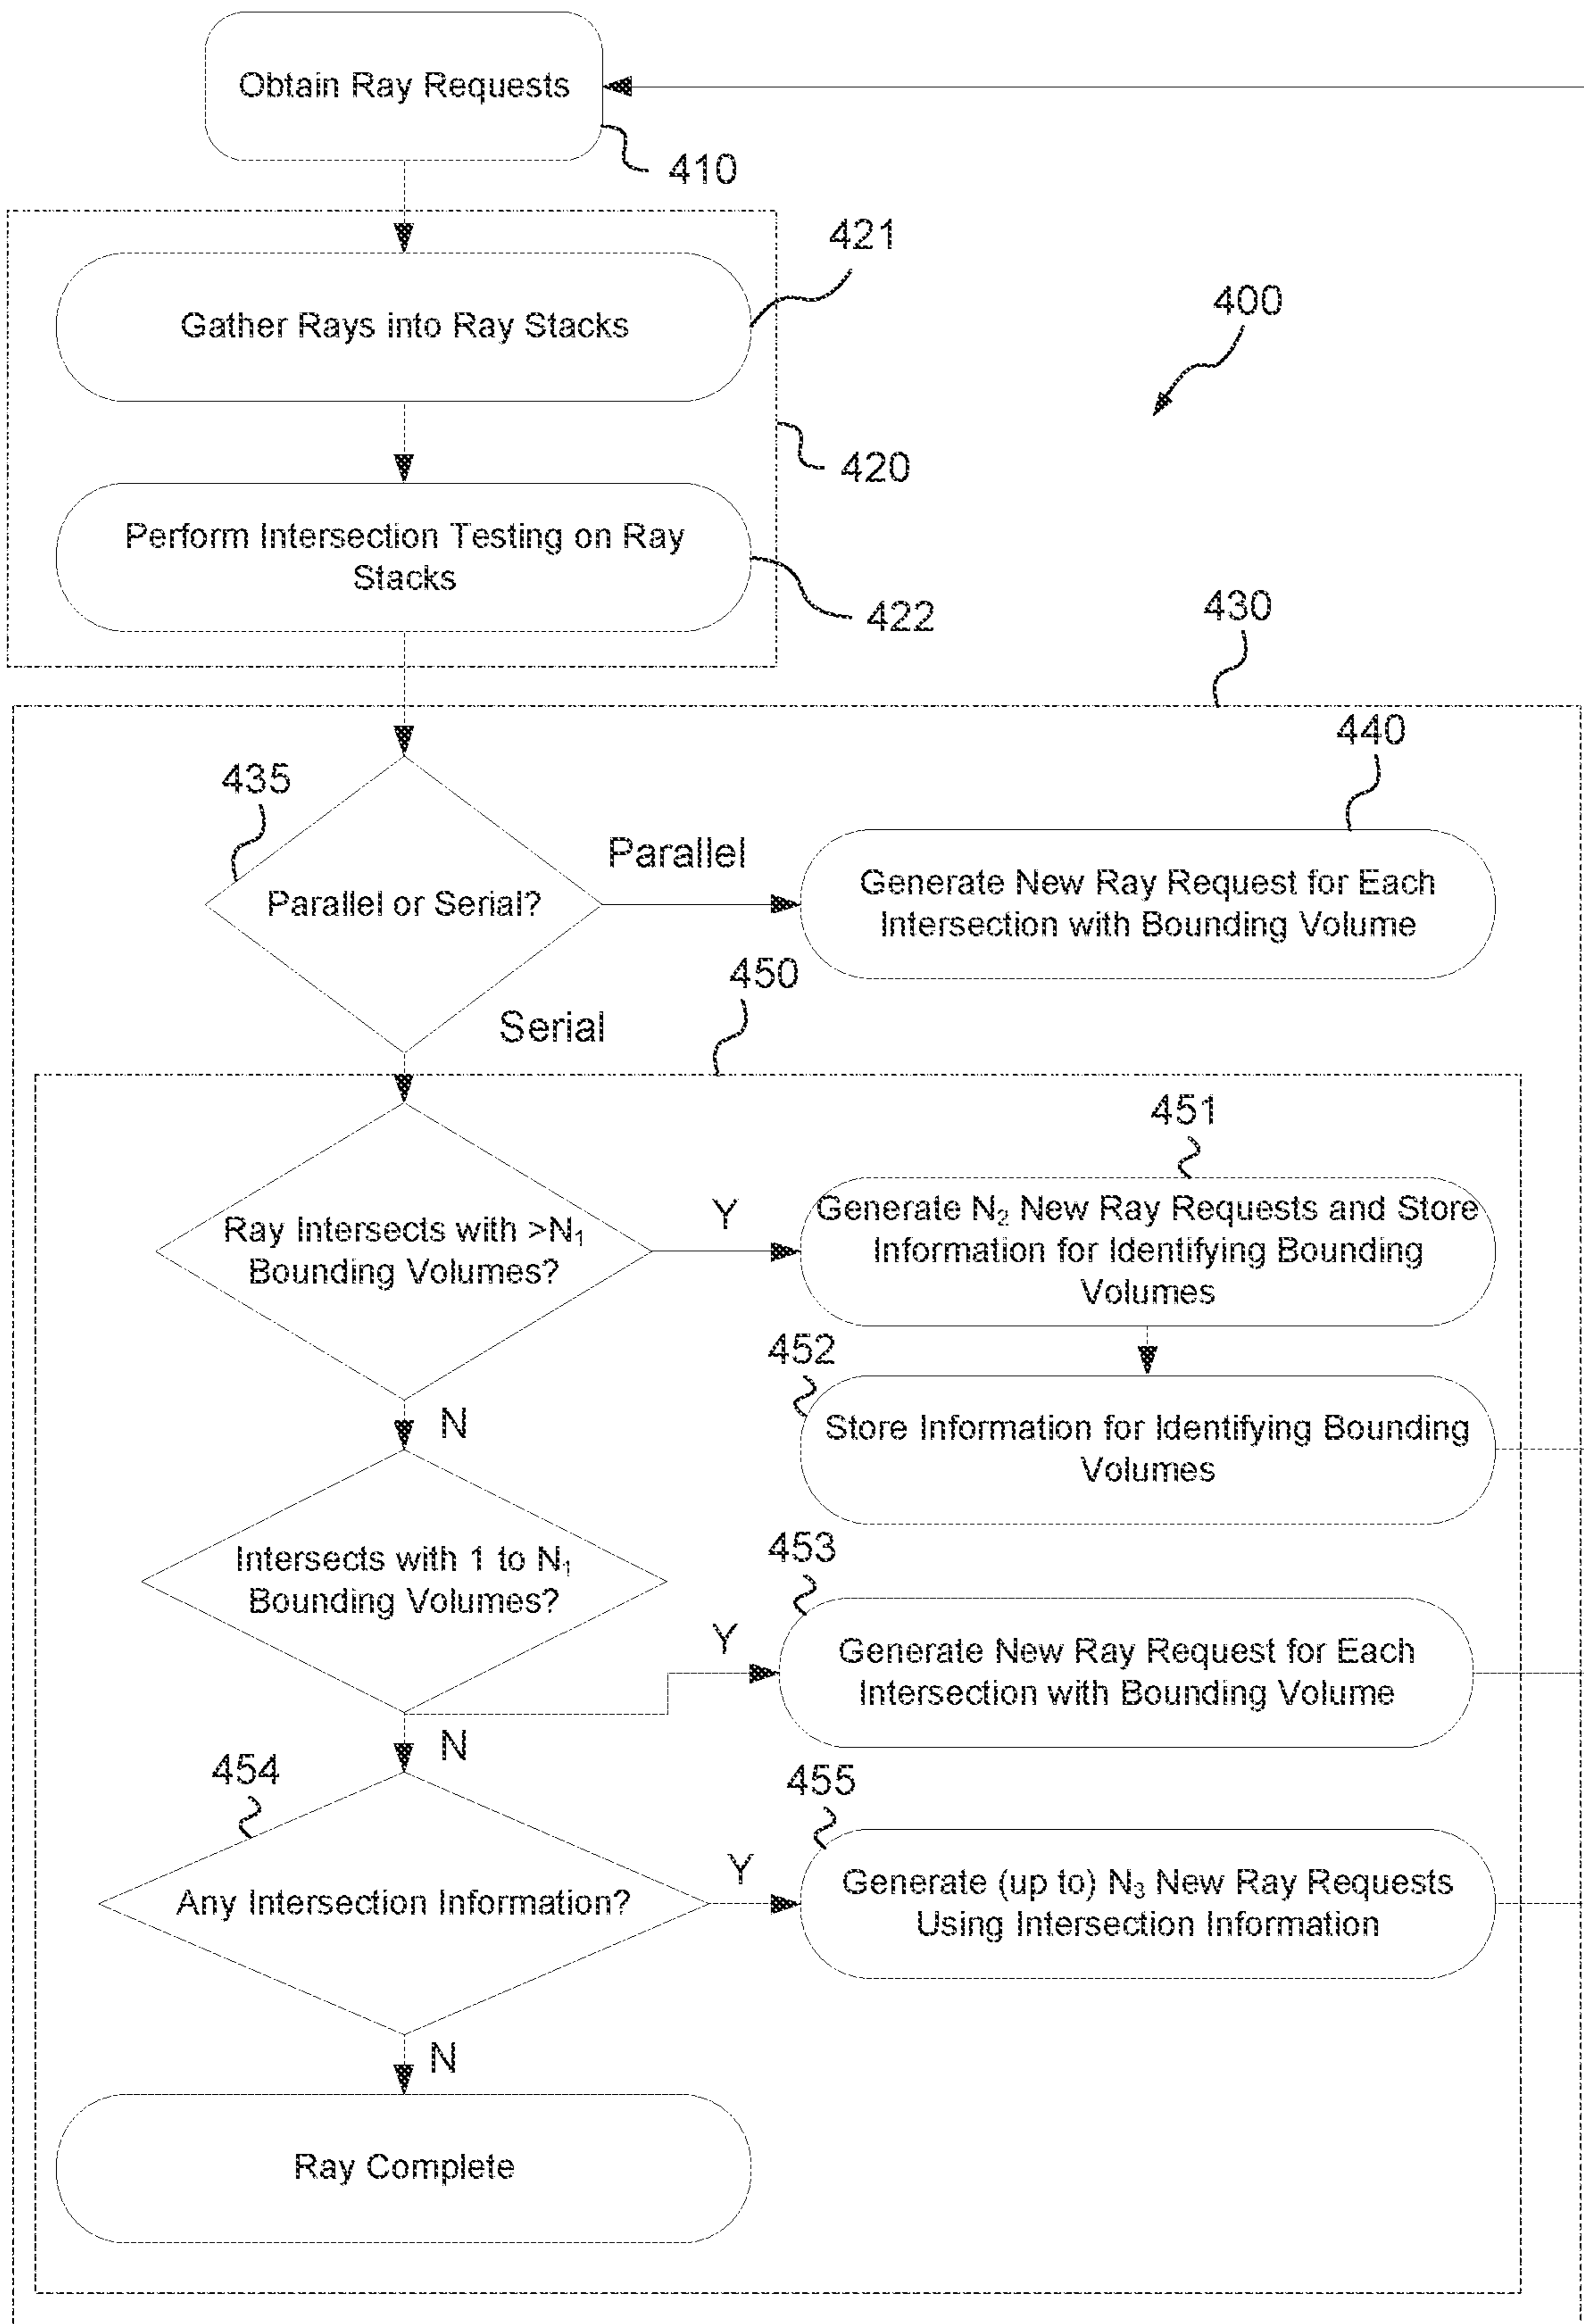 Obtain Ray Requests
410
421
Gather Rays into Ray Stacks
400
420
Perform Intersection Testing on Ray
Stacks
422
430
440
435
Parallel
Parallel or Serial?
Generate New Ray Request for Each
Intersection with Bounding Volume
450
Serial
451
Ray Intersects with >N₁
Bounding Volumes?
Y
Generate N₂ New Ray Requests and Store
Information for Identifying Bounding
Volumes
452
N
Store Information for Identifying Bounding
Volumes
453
Intersects with 1 to N₁
Bounding Volumes?
Y
Generate New Ray Request for Each
Intersection with Bounding Volume
N
454
455
Any Intersection Information?
Y
Generate (up to) N₃ New Ray Requests
Using Intersection Information
N
Ray Complete